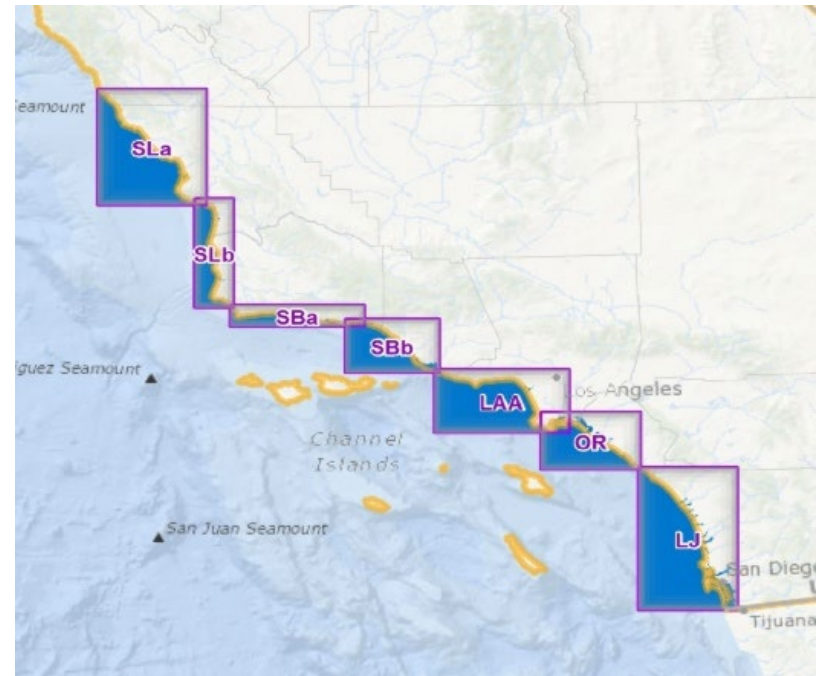 Seamount
SLa
SLb
SBa
SBb
Seamount
LAA
Los Angeles
OR
Channel
Islands
San Juan Seamount
LJ
San Dieg
Tijuana